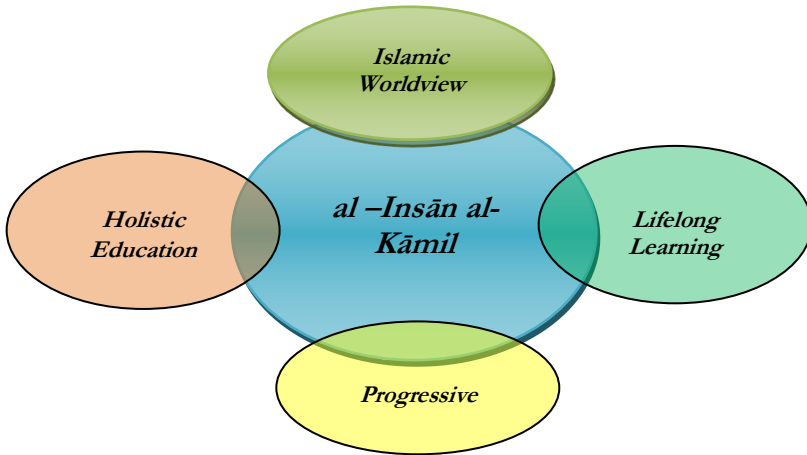 Islamic
Worldview
al –Insān al-
Kāmil
Holistic
Education
Lifelong
Learning
Progressive